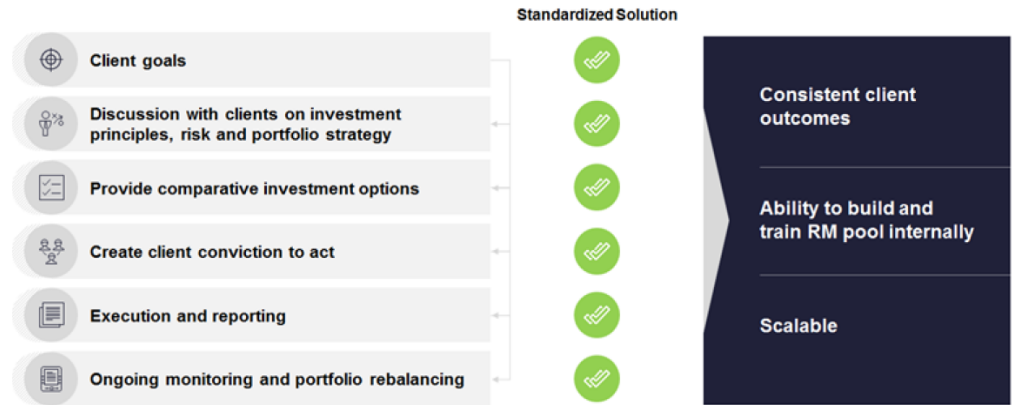 Standardized Solution
Client goals
Discussion with clients on investment
principles, risk and portfolio strategy
Provide comparative investment options
Create client conviction to act
Execution and reporting
Ongoing monitoring and portfolio rebalancing
Consistent client
outcomes
Ability to build and
train RM pool internally
Scalable